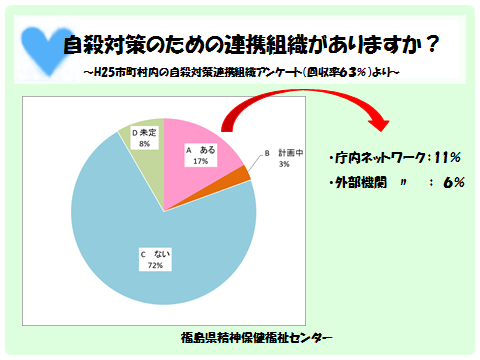 自殺対策のための連携組織がありますか?
~H25市町村内の自殺対策連携組織アンケート(回収率63%)より~
D 未定
8%
A ある
17%
B 計画中
3%
・庁内ネットワーク:11%
・外部機関 〃 : 6%
C ない
72%
福島県精神保健福祉センター